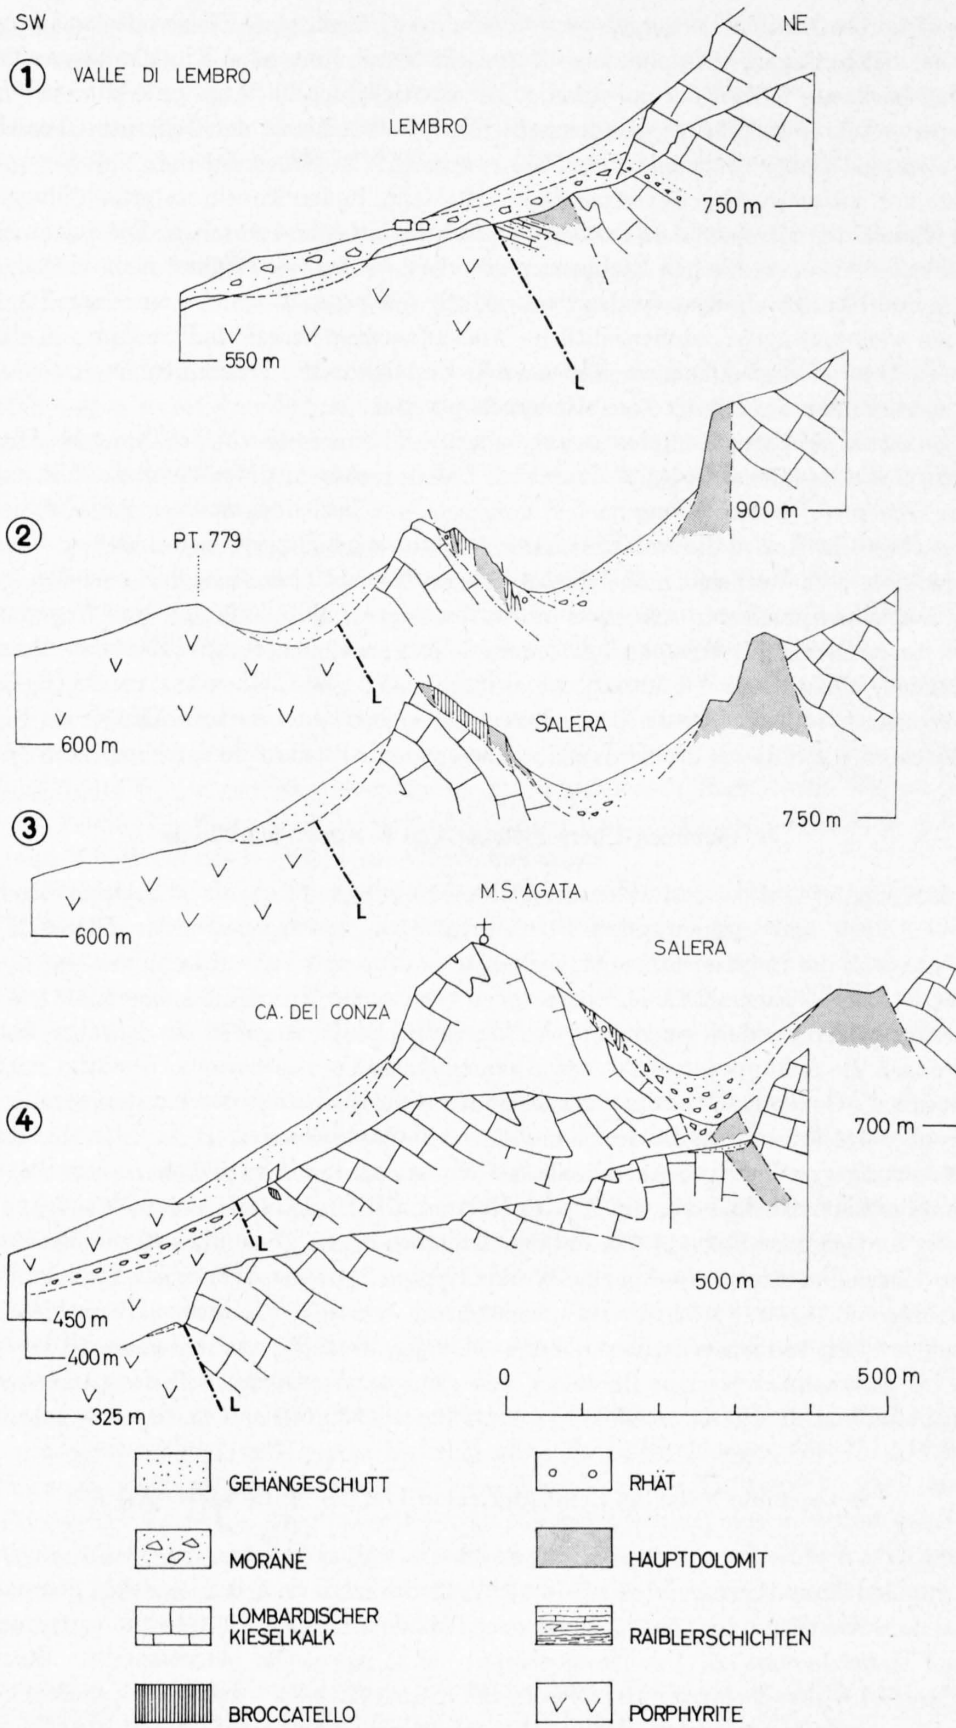 SW NE
1 VALLE DI LEMBRO
LEMBRO
750 m
550 m
L
900 m
2 PT. 779
L
SALERA
600 m
750 m
3
L
600 m
M.S. AGATA
SALERA
CA. DEI CONZA
4
700 m
L
500 m
450 m
400 m
0 500 m
L
325 m
GEHÄNGESCHUTT RHÄT
MORÄNE HAUPTDOLOMIT
LOMBARDISCHER
KIESELKALK RAIBLERSCHICHTEN
BROCCATELLO PORPHYRITE